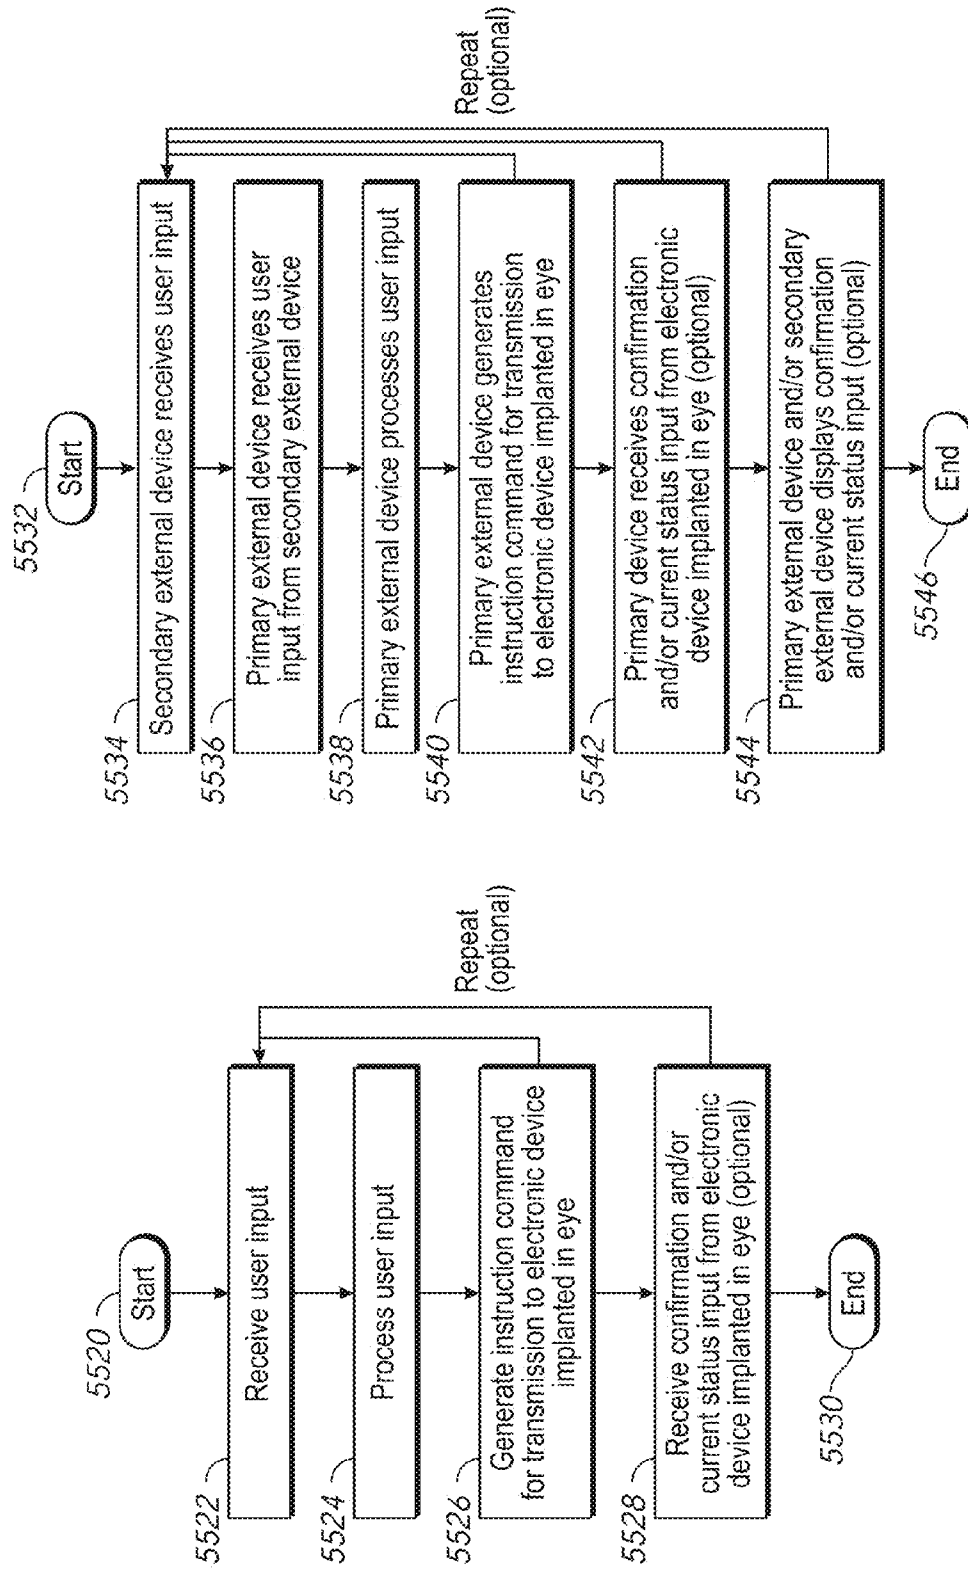 5520
Start
5522
Receive user input
5524
Process user input
5526
Generate instruction command
for transmission to electronic device
implanted in eye
5528
Receive confirmation and/or
current status input from electronic
device implanted in eye (optional)
Repeat
(optional)
5530
End
5532
Start
5534
Secondary external device receives user input
5536
Primary external device receives user
input from secondary external device
5538
Primary external device processes user input
5540
Primary external device generates
instruction command for transmission
to electronic device implanted in eye
5542
Primary device receives confirmation
and/or current status input from electronic
device implanted in eye (optional)
5544
Primary external device and/or secondary
external device displays confirmation
and/or current status input (optional)
Repeat
(optional)
5546
End